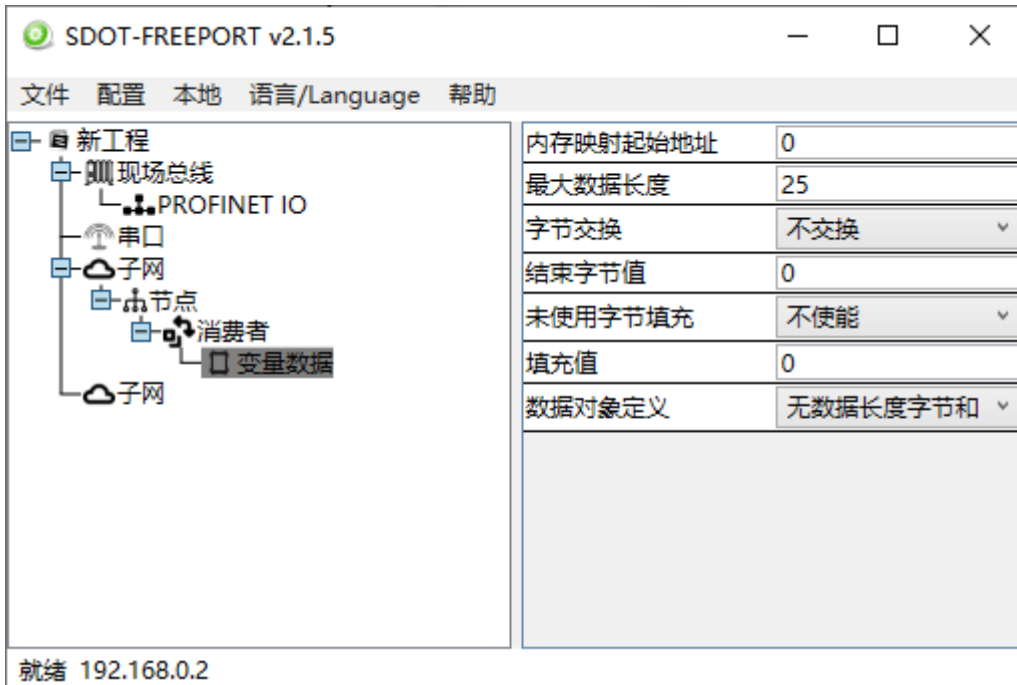 SDOT-FREEPORT v2.1.5
文件 配置 本地 语言/Language 帮助
新工程
现场总线
PROFINET IO
串口
子网
节点
消费者
变量数据
子网
内存映射起始地址 0
最大数据长度 25
字节交换 不交换
结束字节值 0
未使用字节填充 不使能
填充值 0
数据对象定义 无数据长度字节和
就绪 192.168.0.2